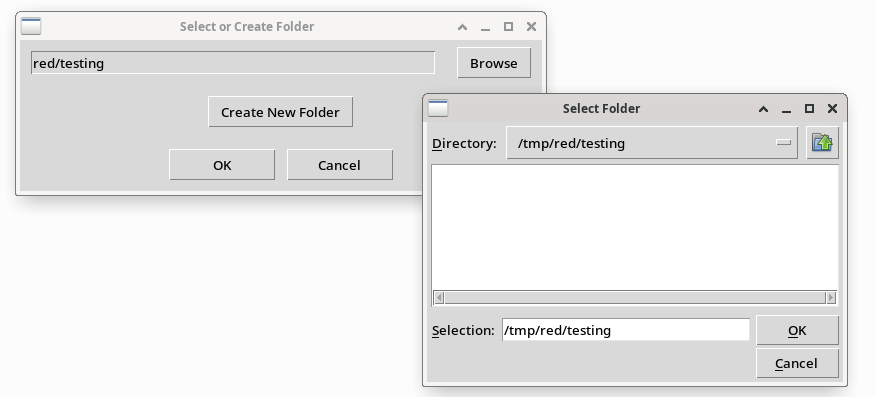 Select or Create Folder
red/testing
Browse
Create New Folder
OK
Cancel
Select Folder
Directory:
/tmp/red/testing
Selection:
/tmp/red/testing
OK
Cancel